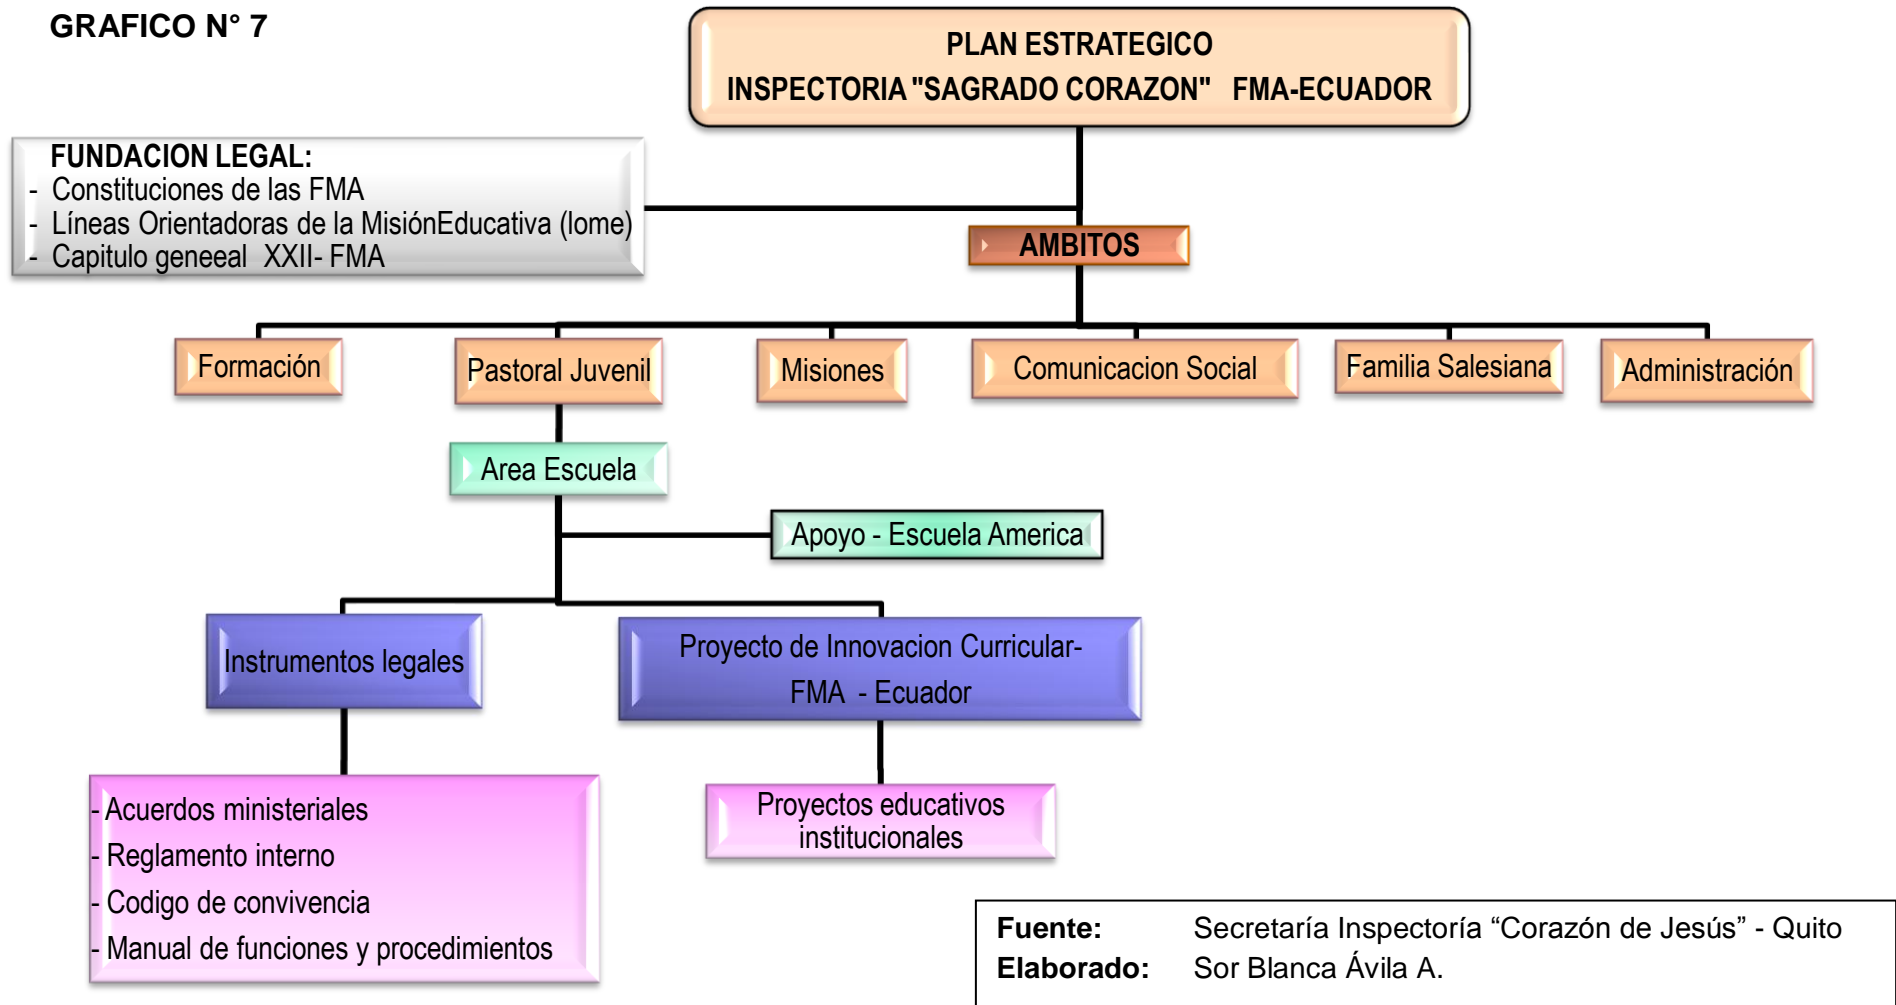 GRAFICO N° 7
PLAN ESTRATEGICO
INSPECTORIA "SAGRADO CORAZON" FMA-ECUADOR
FUNDACION LEGAL:
- Constituciones de las FMA
- Líneas Orientadoras de la MisiónEducativa (lome)
- Capitulo geneeal XXII- FMA
AMBITOS
Formación
Pastoral Juvenil
Misiones
Comunicacion Social
Familia Salesiana
Administración
Area Escuela
Apoyo - Escuela America
Instrumentos legales
Proyecto de Innovacion Curricular-
FMA - Ecuador
- Acuerdos ministeriales
- Reglamento interno
- Codigo de convivencia
- Manual de funciones y procedimientos
Proyectos educativos
institucionales
Fuente: Secretaría Inspectoría “Corazón de Jesús” - Quito
Elaborado: Sor Blanca Ávila A.